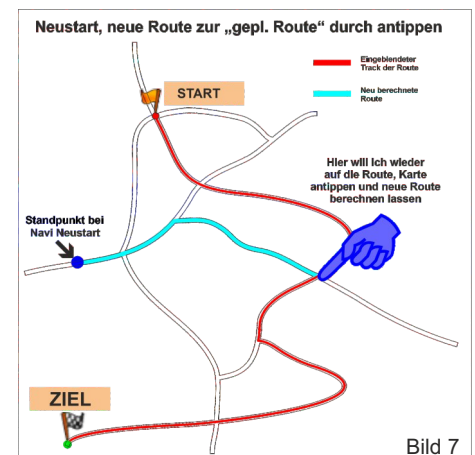 Neustart, neue Route zur „gepl. Route“ durch antippen
Eingeblendeter
Track der Route
START
Neu berechnete
Route
Hier will ich wieder
auf die Route, Karte
antippen und neue Route
berechnen lassen
Standpunkt bei
Navi Neustart
ZIEL
Bild 7